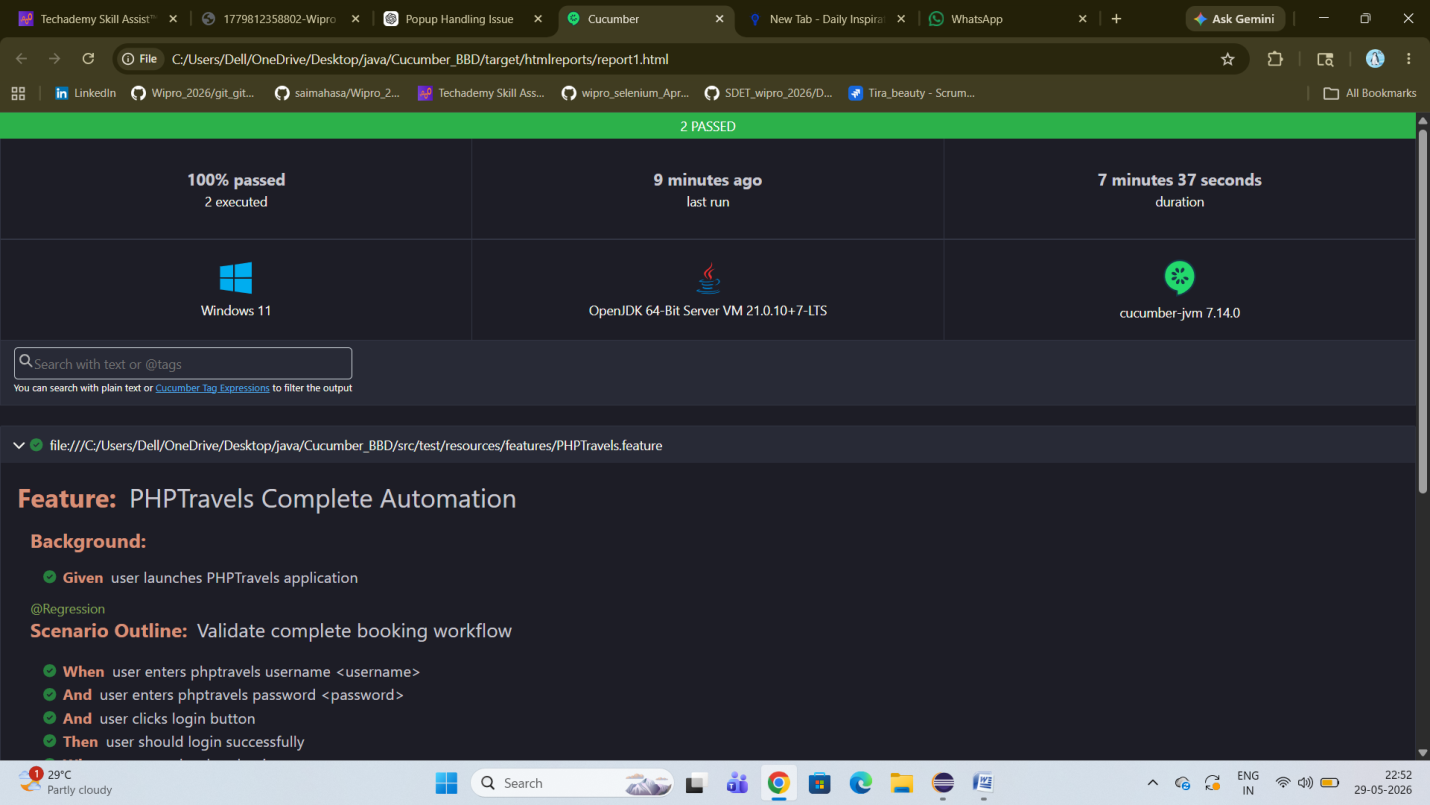 Techademy Skill Assist™
1779812358802-Wipro
Popup Handling Issue
Cucumber
New Tab - Daily Inspira
WhatsApp
Ask Gemini
File
C:/Users/Dell/OneDrive/Desktop/java/Cucumber_BBD/target/htmlreports/report1.html
LinkedIn
Wipro_2026/git_git...
saimahasa/Wipro_2...
Techademy Skill Ass...
wipro_selenium_Apr...
SDET_wipro_2026/D...
Tira_beauty - Scrum...
All Bookmarks
2 PASSED
100% passed
2 executed
9 minutes ago
last run
7 minutes 37 seconds
duration
Windows 11
OpenJDK 64-Bit Server VM 21.0.10+7-LTS
cucumber-jvm 7.14.0
Search with text or @tags
You can search with plain text or Cucumber Tag Expressions to filter the output
file:///C:/Users/Dell/OneDrive/Desktop/java/Cucumber_BBD/src/test/resources/features/PHPTravels.feature
Feature: PHPTravels Complete Automation
Background:
Given user launches PHPTravels application
@Regression
Scenario Outline: Validate complete booking workflow
When user enters phptravels username <username>
And user enters phptravels password <password>
And user clicks login button
Then user should login successfully
1
29°C
Partly cloudy
Search
ENG
IN
22:52
29-05-2026